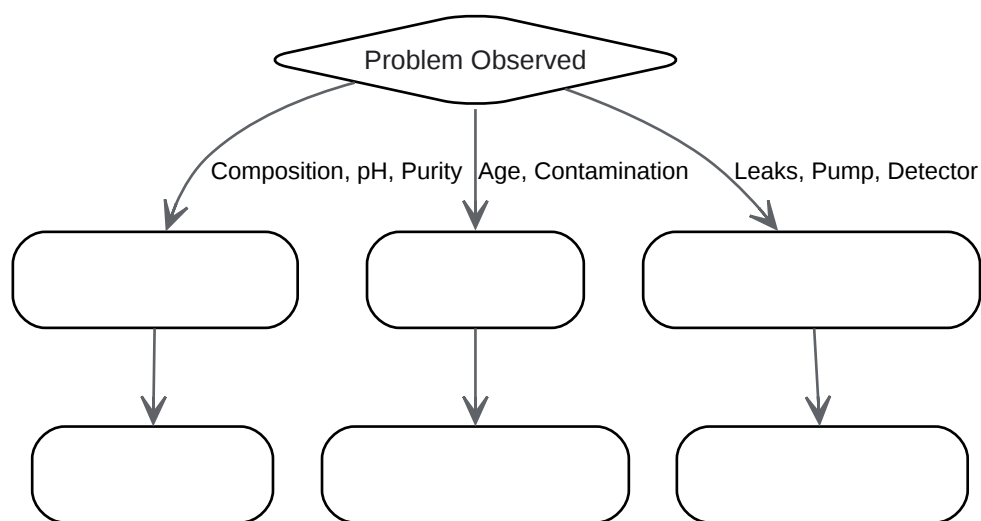 Problem Observed
Composition, pH, Purity
Age, Contamination
Leaks, Pump, Detector